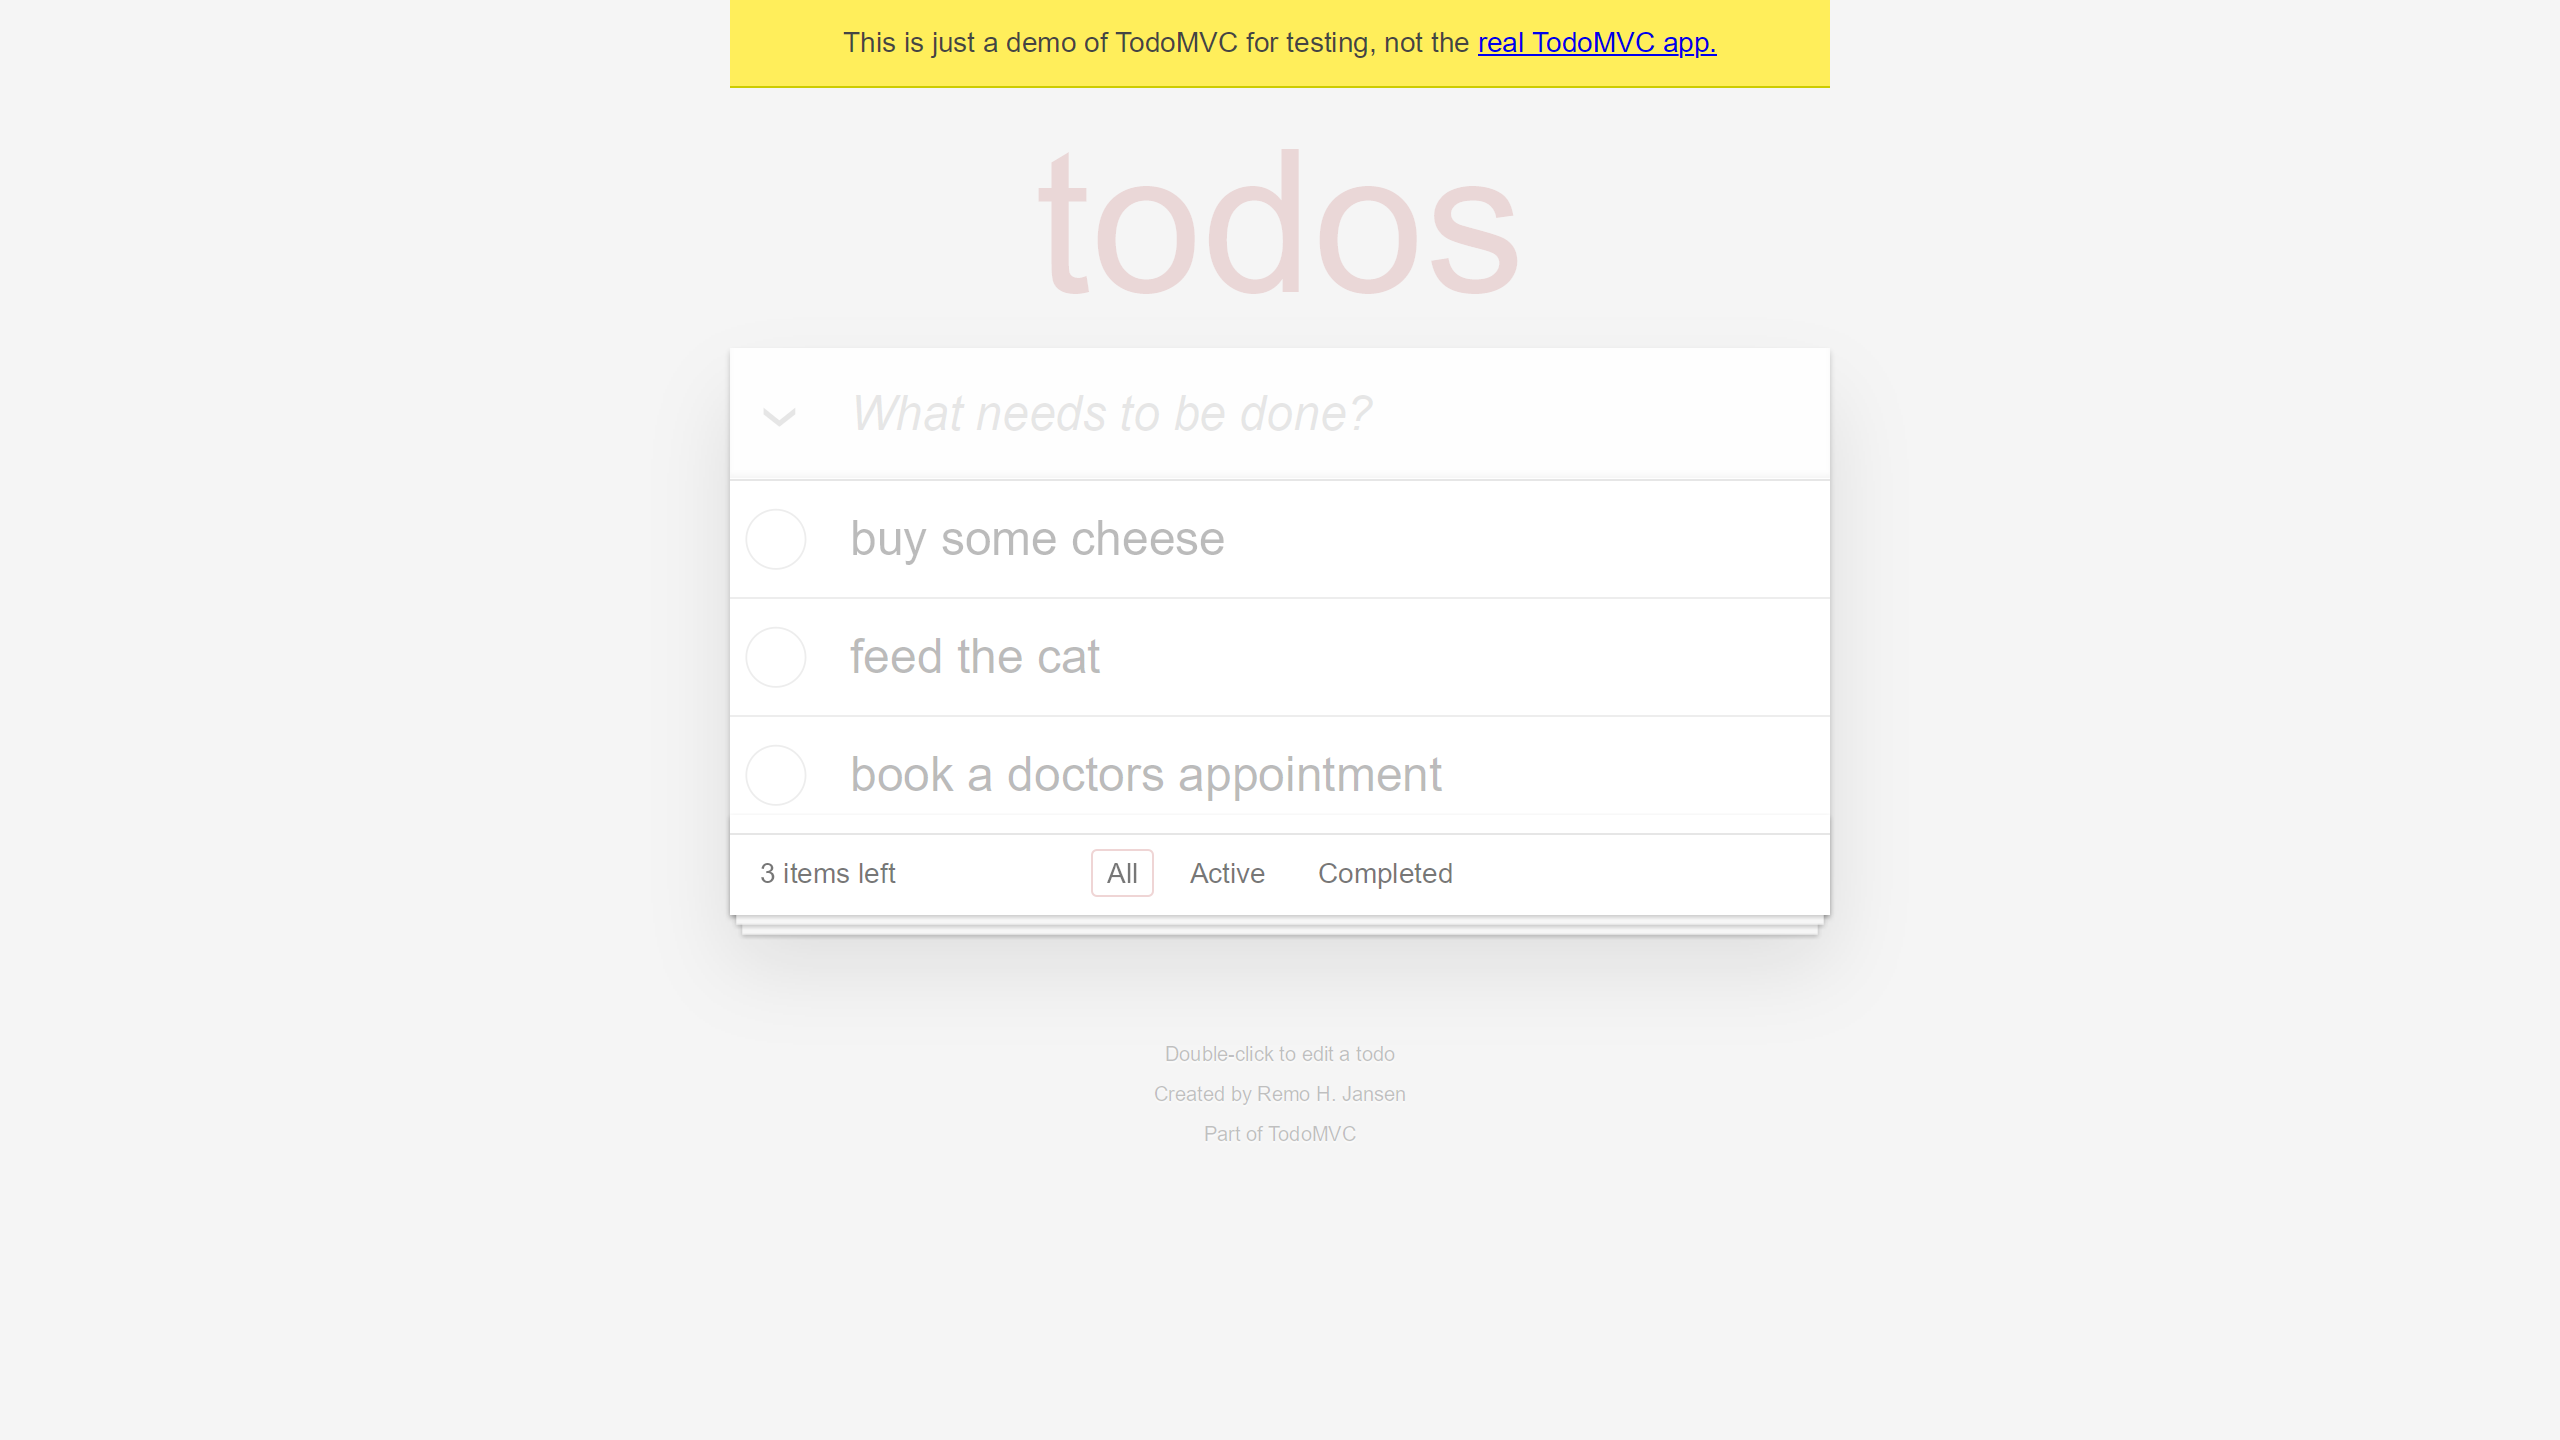 This is just a demo of TodoMVC for testing, not the real TodoMVC app.
todos
What needs to be done?
buy some cheese
feed the cat
book a doctors appointment
3 items left All Active Completed
Double-click to edit a todo
Created by Remo H. Jansen
Part of TodoMVC